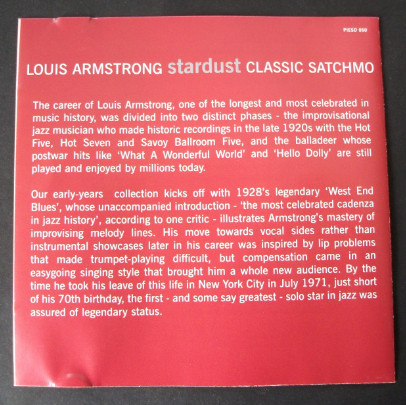 PISSD 050
LOUIS ARMSTRONG stardust CLASSIC SATCHMO
The career of Louis Armstrong, one of the longest and most celebrated in
music history, was divided into two distinct phases - the improvisational
jazz musician who made historic recordings in the late 1920s with the Hot
Five, Hot Seven and Savoy Ballroom Five, and the balladeer whose
postwar hits like 'What A Wonderful World' and 'Hello Dolly' are still
played and enjoyed by millions today.
Our early-years collection kicks off with 1928's legendary 'West End
Blues', whose unaccompanied introduction - 'the most celebrated cadenza
in jazz history', according to one critic - illustrates Armstrong's mastery of
improvising melody lines. His move towards vocal sides rather than
instrumental showcases later in his career was inspired by lip problems
that made trumpet-playing difficult, but compensation came in an
easygoing singing style that brought him a whole new audience. By the
time he took his leave of this life in New York City in July 1971, just short
of his 70th birthday, the first - and some say greatest - solo star in jazz was
assured of legendary status.